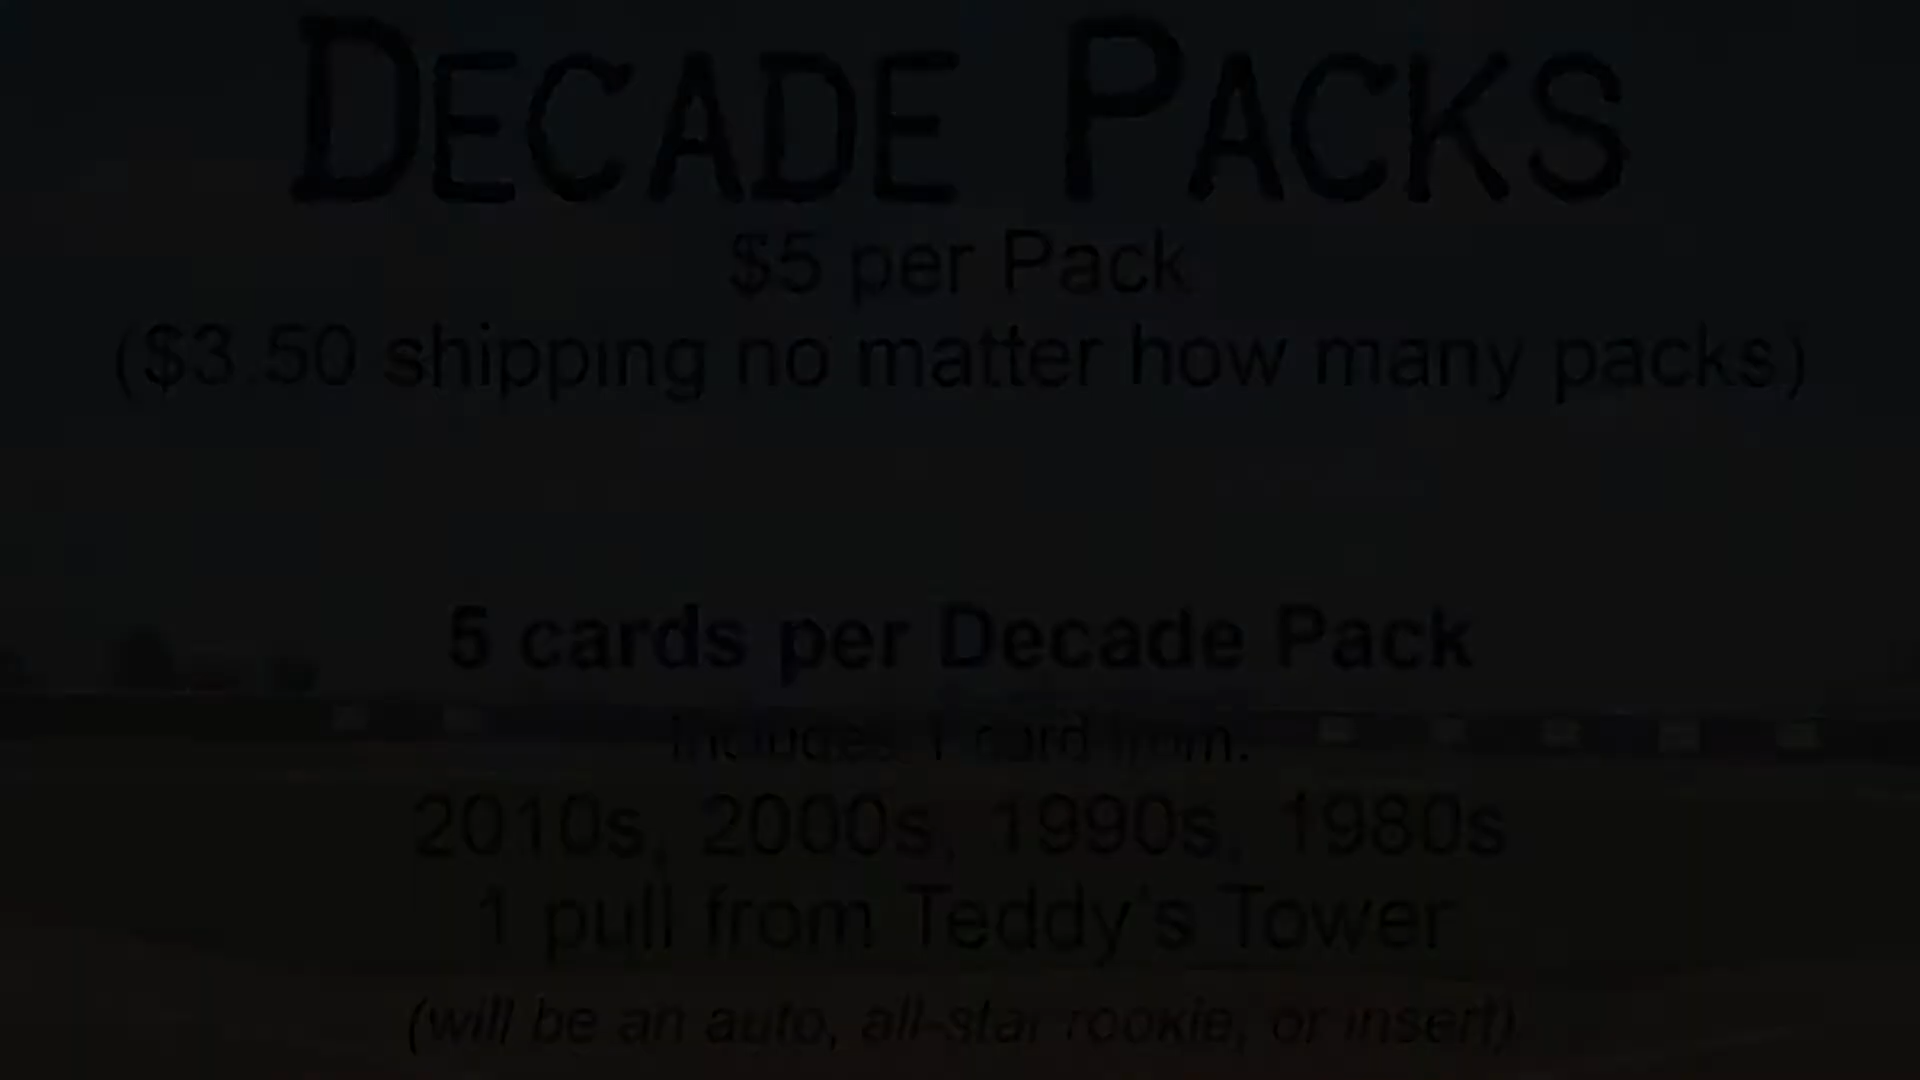 DECADE PACKS
$5 per Pack
($3.50 shipping no matter how many packs)
5 cards per Decade Pack
includes 1 card from:
2010s, 2000s, 1990s, 1980s
1 pull from Teddy's Tower
(will be an auto, all-star rookie, or insert)